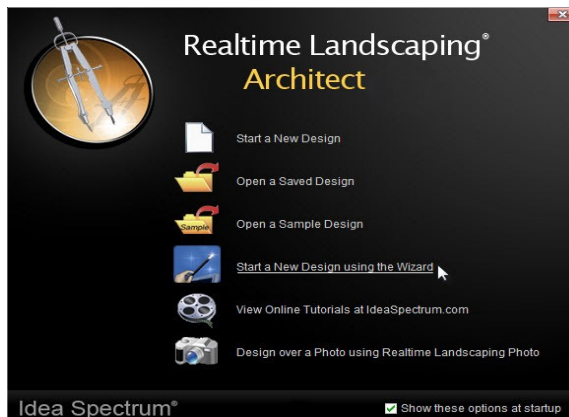 Realtime Landscaping®
Architect
Start a New Design
Open a Saved Design
Sample
Open a Sample Design
Start a New Design using the Wizard
View Online Tutorials at IdeaSpectrum.com
Design over a Photo using Realtime Landscaping Photo
Idea Spectrum®
Show these options at startup